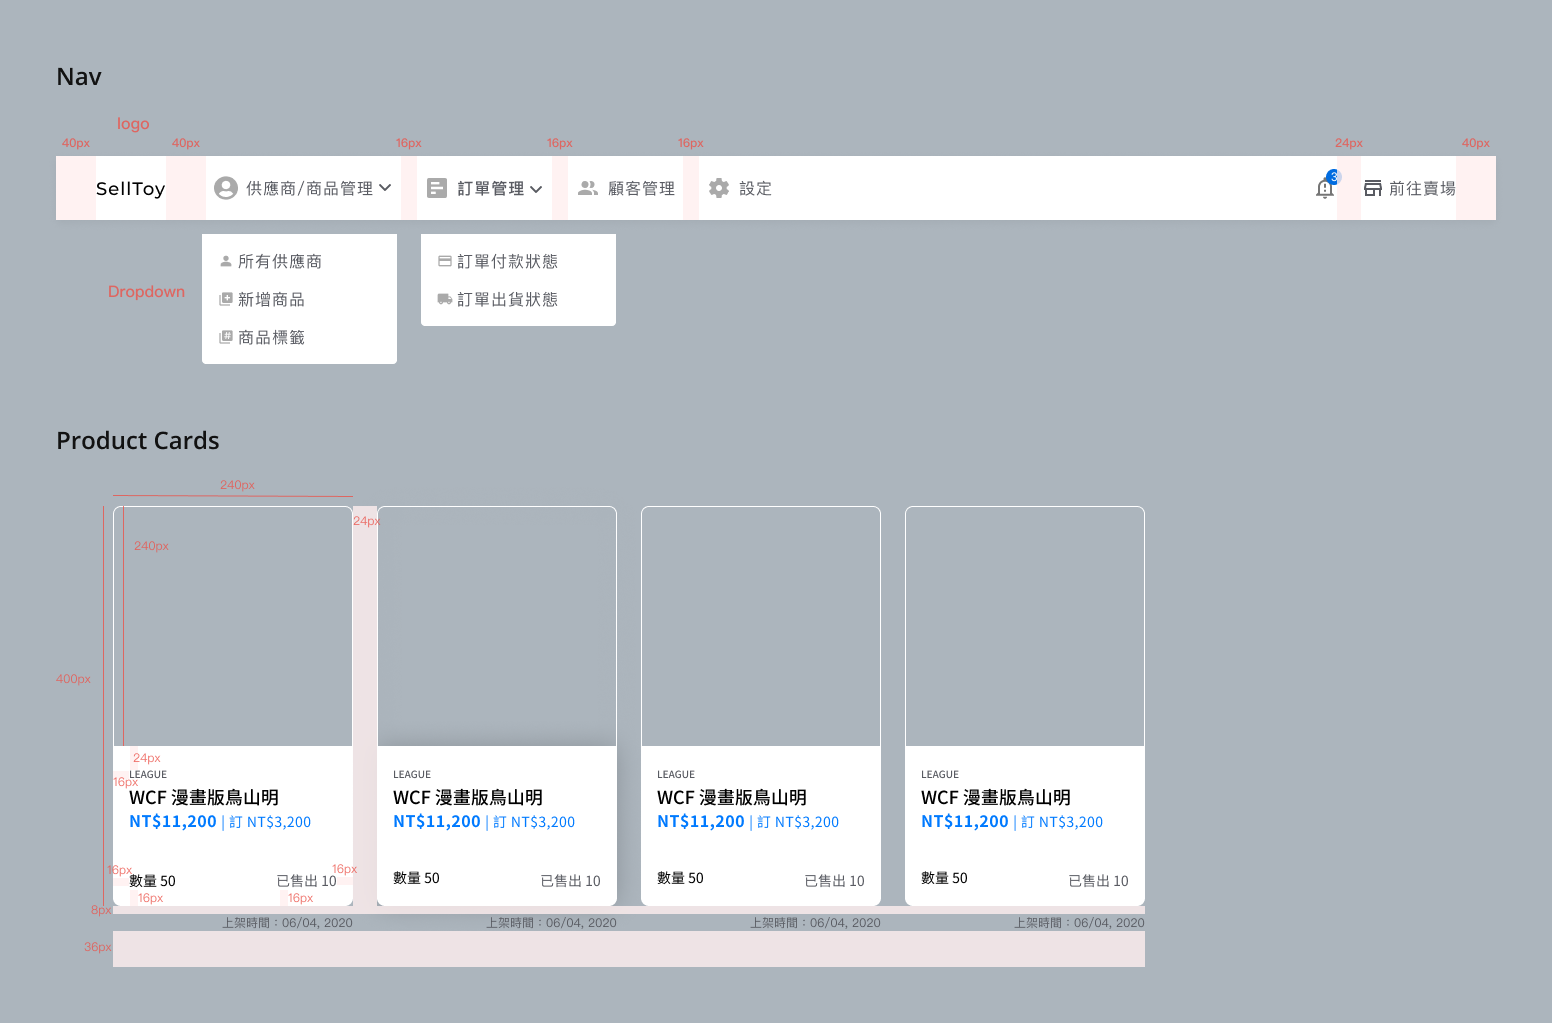 Nav
logo
40px 40px 16px 16px 16px 24px 40px
SellToy 供應商/商品管理 訂單管理 顧客管理 設定 3 前往賣場
Dropdown
所有供應商
新增商品
商品標籤
訂單付款狀態
訂單出貨狀態
Product Cards
240px
24px
240px
400px
24px
16px
LEAGUE
WCF 漫畫版鳥山明
NT$11,200 | 訂 NT$3,200
16px 16px
數量 50 已售出 10
16px 16px
8px
上架時間：06/04, 2020
36px
LEAGUE
WCF 漫畫版鳥山明
NT$11,200 | 訂 NT$3,200
數量 50 已售出 10
上架時間：06/04, 2020
LEAGUE
WCF 漫畫版鳥山明
NT$11,200 | 訂 NT$3,200
數量 50 已售出 10
上架時間：06/04, 2020
LEAGUE
WCF 漫畫版鳥山明
NT$11,200 | 訂 NT$3,200
數量 50 已售出 10
上架時間：06/04, 2020